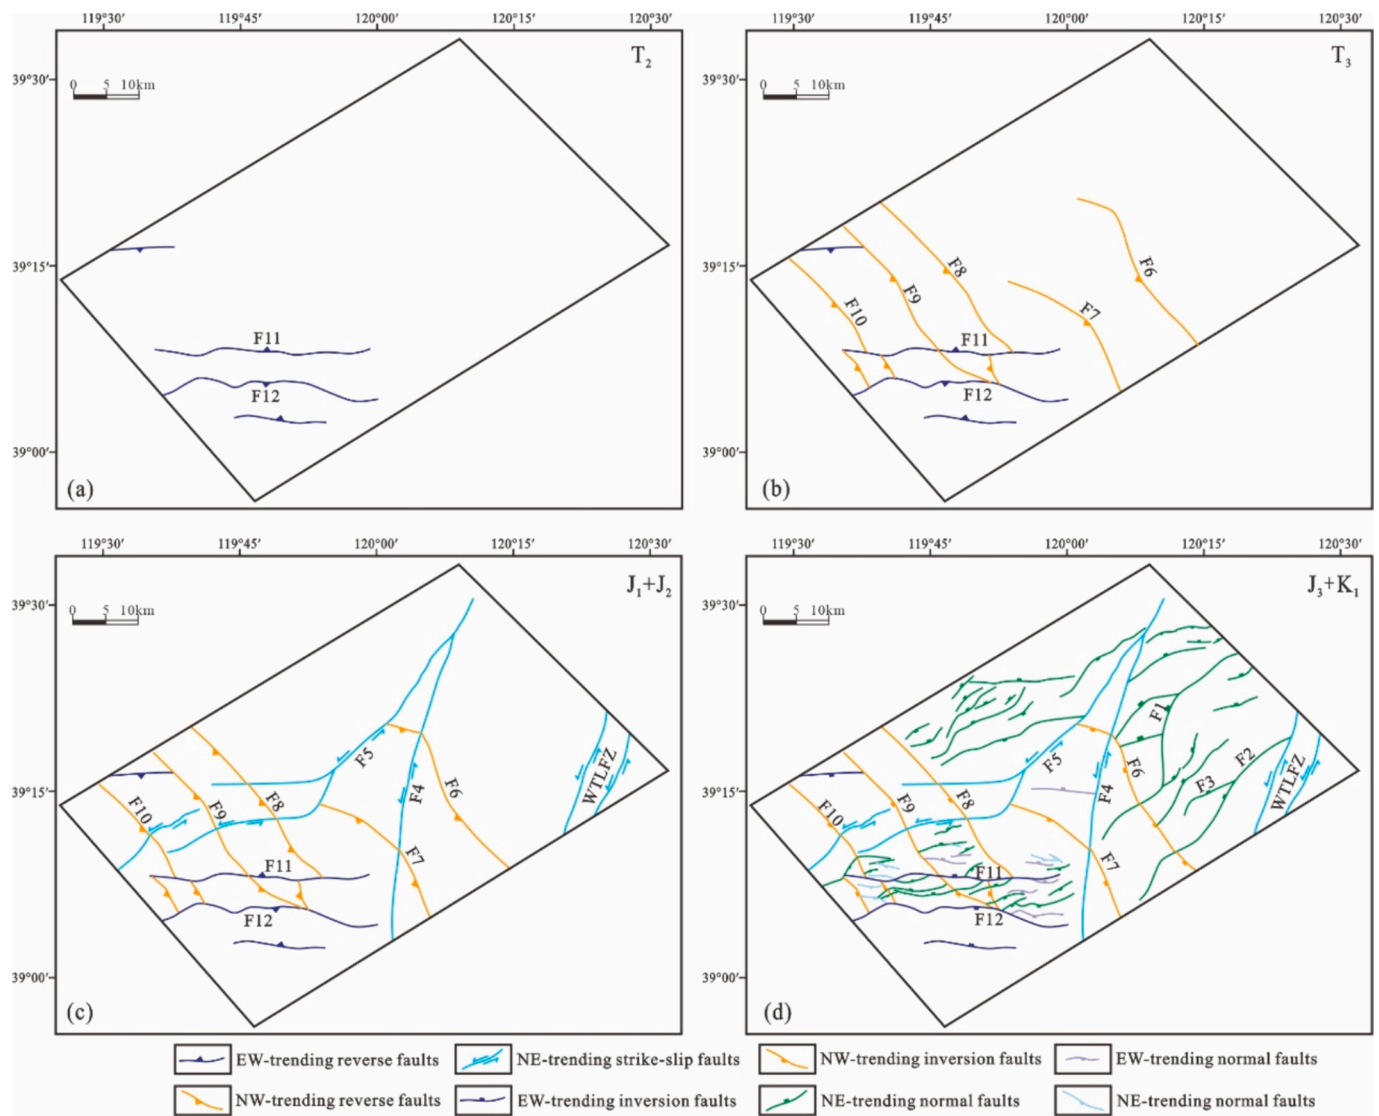 119°30′ 119°45′ 120°00′ 120°15′ 120°30′
119°30′ 119°45′ 120°00′ 120°15′ 120°30′
T₂
39°30′
0 5 10km
39°15′
F11
F12
39°00′
(a)
T₃
39°30′
0 5 10km
39°15′
F6
F8
F9
F7
F10
F11
F12
39°00′
(b)
119°30′ 119°45′ 120°00′ 120°15′ 120°30′
119°30′ 119°45′ 120°00′ 120°15′ 120°30′
J₁+J₂
39°30′
0 5 10km
F5
WTLFZ
39°15′
F4
F6
F8
F9
F10
F7
F11
F12
39°00′
(c)
J₃+K₁
39°30′
0 5 10km
F1
F2
F5
F6
F3
WTLFZ
39°15′
F4
F8
F9
F10
F7
F11
F12
39°00′
(d)
EW-trending reverse faults
NE-trending strike-slip faults
NW-trending inversion faults
EW-trending normal faults
NW-trending reverse faults
EW-trending inversion faults
NE-trending normal faults
NE-trending normal faults